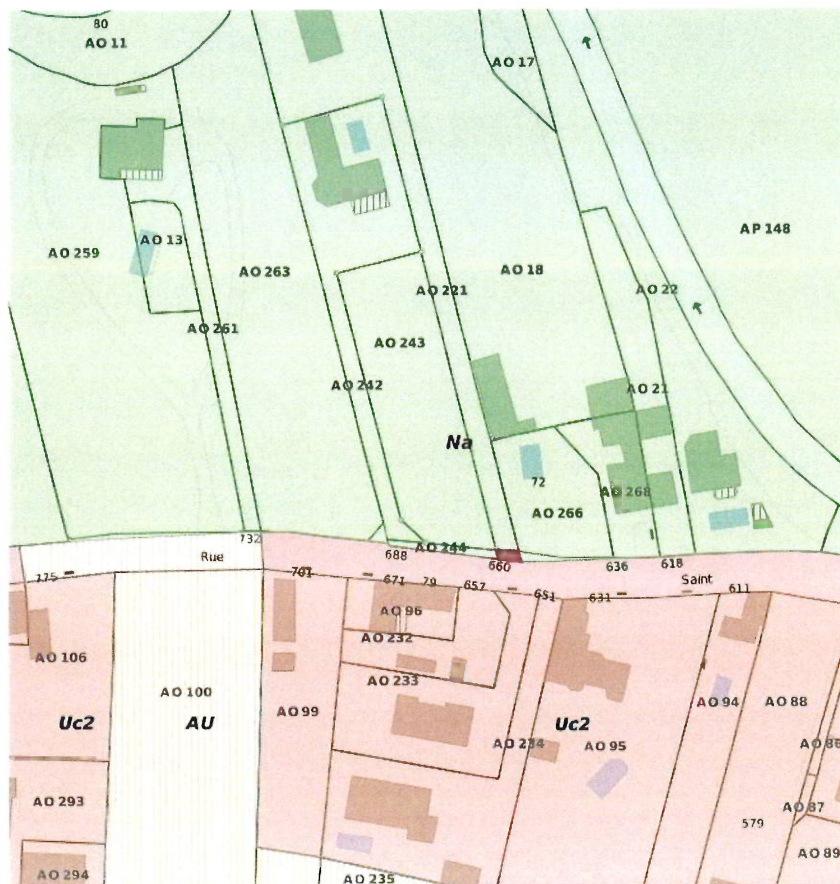 80
AO 11
AO 17
AO 13
AO 259
AP 148
AO 263
AO 18
AO 221
AO 22
AO 261
AO 243
AO 242
AO 21
Na
72
AO 268
AO 266
732
688
AO 244
660
636
618
Rue
Saint
775
701
671
79
657
651
631
611
AO 96
AO 232
AO 106
AO 233
AO 100
AO 99
AO 94
AO 88
Uc2
AU
Uc2
AO 234
AO 95
AO 86
AO 293
AO 87
579
AO 89
AO 294
AO 235